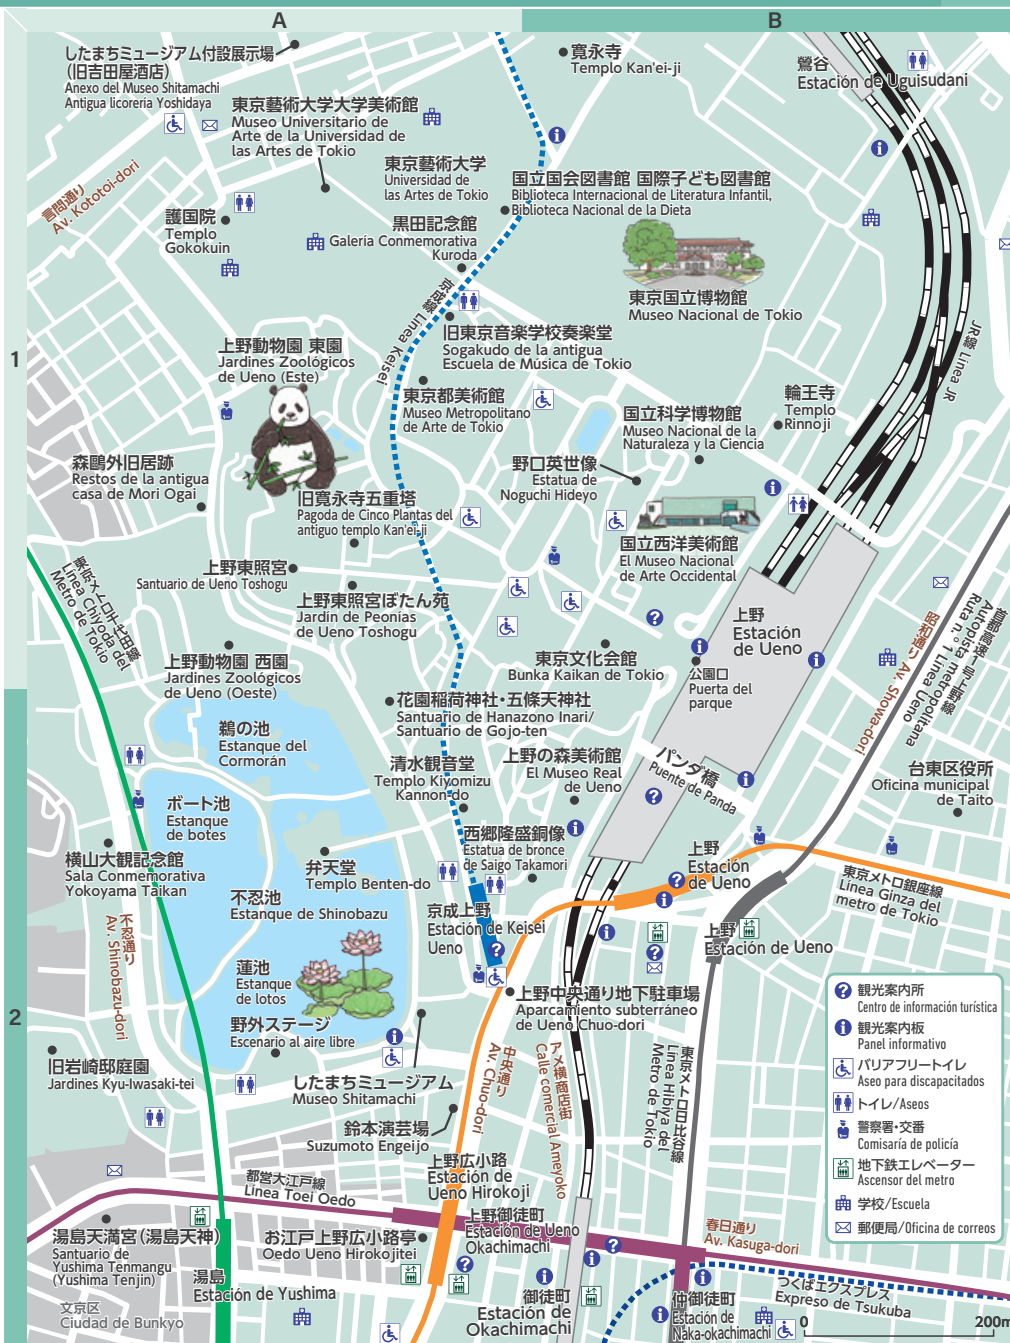 A
B
1
2
したまちミュージアム付設展示場
(旧吉田屋酒店)
Anexo del Museo Shitamachi
Antigua licorería Yoshidaya
東京藝術大学大学美術館
Museo Universitario de
Arte de la Universidad de
las Artes de Tokio
寛永寺
Templo Kan'ei-ji
鶯谷
Estación de Uguisudani
言問通り
Av. Kototoi-dori
東京藝術大学
Universidad de
las Artes de Tokio
国立国会図書館 国際子ども図書館
Biblioteca Internacional de Literatura Infantil,
Biblioteca Nacional de la Dieta
護国院
Templo
Gokokuin
黒田記念館
Galería Conmemorativa
Kuroda
東京国立博物館
Museo Nacional de Tokio
京成線 Línea Keisei
JR線 Línea JR
旧東京音楽学校奏楽堂
Sogakudo de la antigua
Escuela de Música de Tokio
上野動物園 東園
Jardines Zoológicos
de Ueno (Este)
東京都美術館
Museo Metropolitano
de Arte de Tokio
国立科学博物館
Museo Nacional de la
Naturaleza y la Ciencia
輪王寺
Templo
Rinnoji
森鷗外旧居跡
Restos de la antigua
casa de Mori Ogai
野口英世像
Estatua de
Noguchi Hideyo
旧寛永寺五重塔
Pagoda de Cinco Plantas del
antiguo templo Kan'ei-ji
国立西洋美術館
El Museo Nacional
de Arte Occidental
東京メトロ千代田線
Línea Chiyoda del
Metro de Tokio
上野東照宮
Santuario de Ueno Toshogu
上野東照宮ぼたん苑
Jardín de Peonías
de Ueno Toshogu
上野
Estación
de Ueno
首都高速1号上野線
Autopista metropolitana
Ruta n.° 1 Línea Ueno
昭和通り Av. Showa-dori
上野動物園 西園
Jardines Zoológicos
de Ueno (Oeste)
東京文化会館
Bunka Kaikan de Tokio
公園口
Puerta del
parque
花園稲荷神社・五條天神社
Santuario de Hanazono Inari/
Santuario de Gojo-ten
鵜の池
Estanque del
Cormorán
清水観音堂
Templo Kiyomizu
Kannon-do
上野の森美術館
El Museo Real
de Ueno
パンダ橋
Puente de Panda
台東区役所
Oficina municipal
de Taito
ボート池
Estanque
de botes
西郷隆盛銅像
Estatua de bronce
de Saigo Takamori
上野
Estación
de Ueno
横山大観記念館
Sala Conmemorativa
Yokoyama Taikan
弁天堂
Templo Benten-do
東京メトロ銀座線
Línea Ginza del
metro de Tokio
不忍池
Estanque de Shinobazu
京成上野
Estación de Keisei
Ueno
不忍通り
Av. Shinobazu-dori
上野
Estación de Ueno
蓮池
Estanque
de lotos
上野中央通り地下駐車場
Aparcamiento subterráneo
de Ueno Chuo-dori
野外ステージ
Escenario al aire libre
旧岩崎邸庭園
Jardines Kyu-Iwasaki-tei
したまちミュージアム
Museo Shitamachi
中央通り
Av. Chuo-dori
アメ横商店街
Calle comercial Ameyoko
東京メトロ日比谷線
Línea Hibiya del
Metro de Tokio
鈴本演芸場
Suzumoto Engeijo
上野広小路
Estación de
Ueno Hirokoji
都営大江戸線
Línea Toei Oedo
上野御徒町
Estación de Ueno
Okachimachi
春日通り
Av. Kasuga-dori
湯島天満宮(湯島天神)
Santuario de
Yushima Tenmangu
(Yushima Tenjin)
お江戸上野広小路亭
Oedo Ueno Hirokojitei
湯島
Estación de Yushima
文京区
Ciudad de Bunkyo
御徒町
Estación de
Okachimachi
仲御徒町
Estación de
Naka-okachimachi
つくばエクスプレス
Expreso de Tsukuba
?観光案内所
Centro de información turística
i 観光案内板
Panel informativo
バリアフリートイレ
Aseo para discapacitados
トイレ/Aseos
警察署・交番
Comisaría de policía
地下鉄エレベーター
Ascensor del metro
学校/Escuela
郵便局/Oficina de correos
0
200m